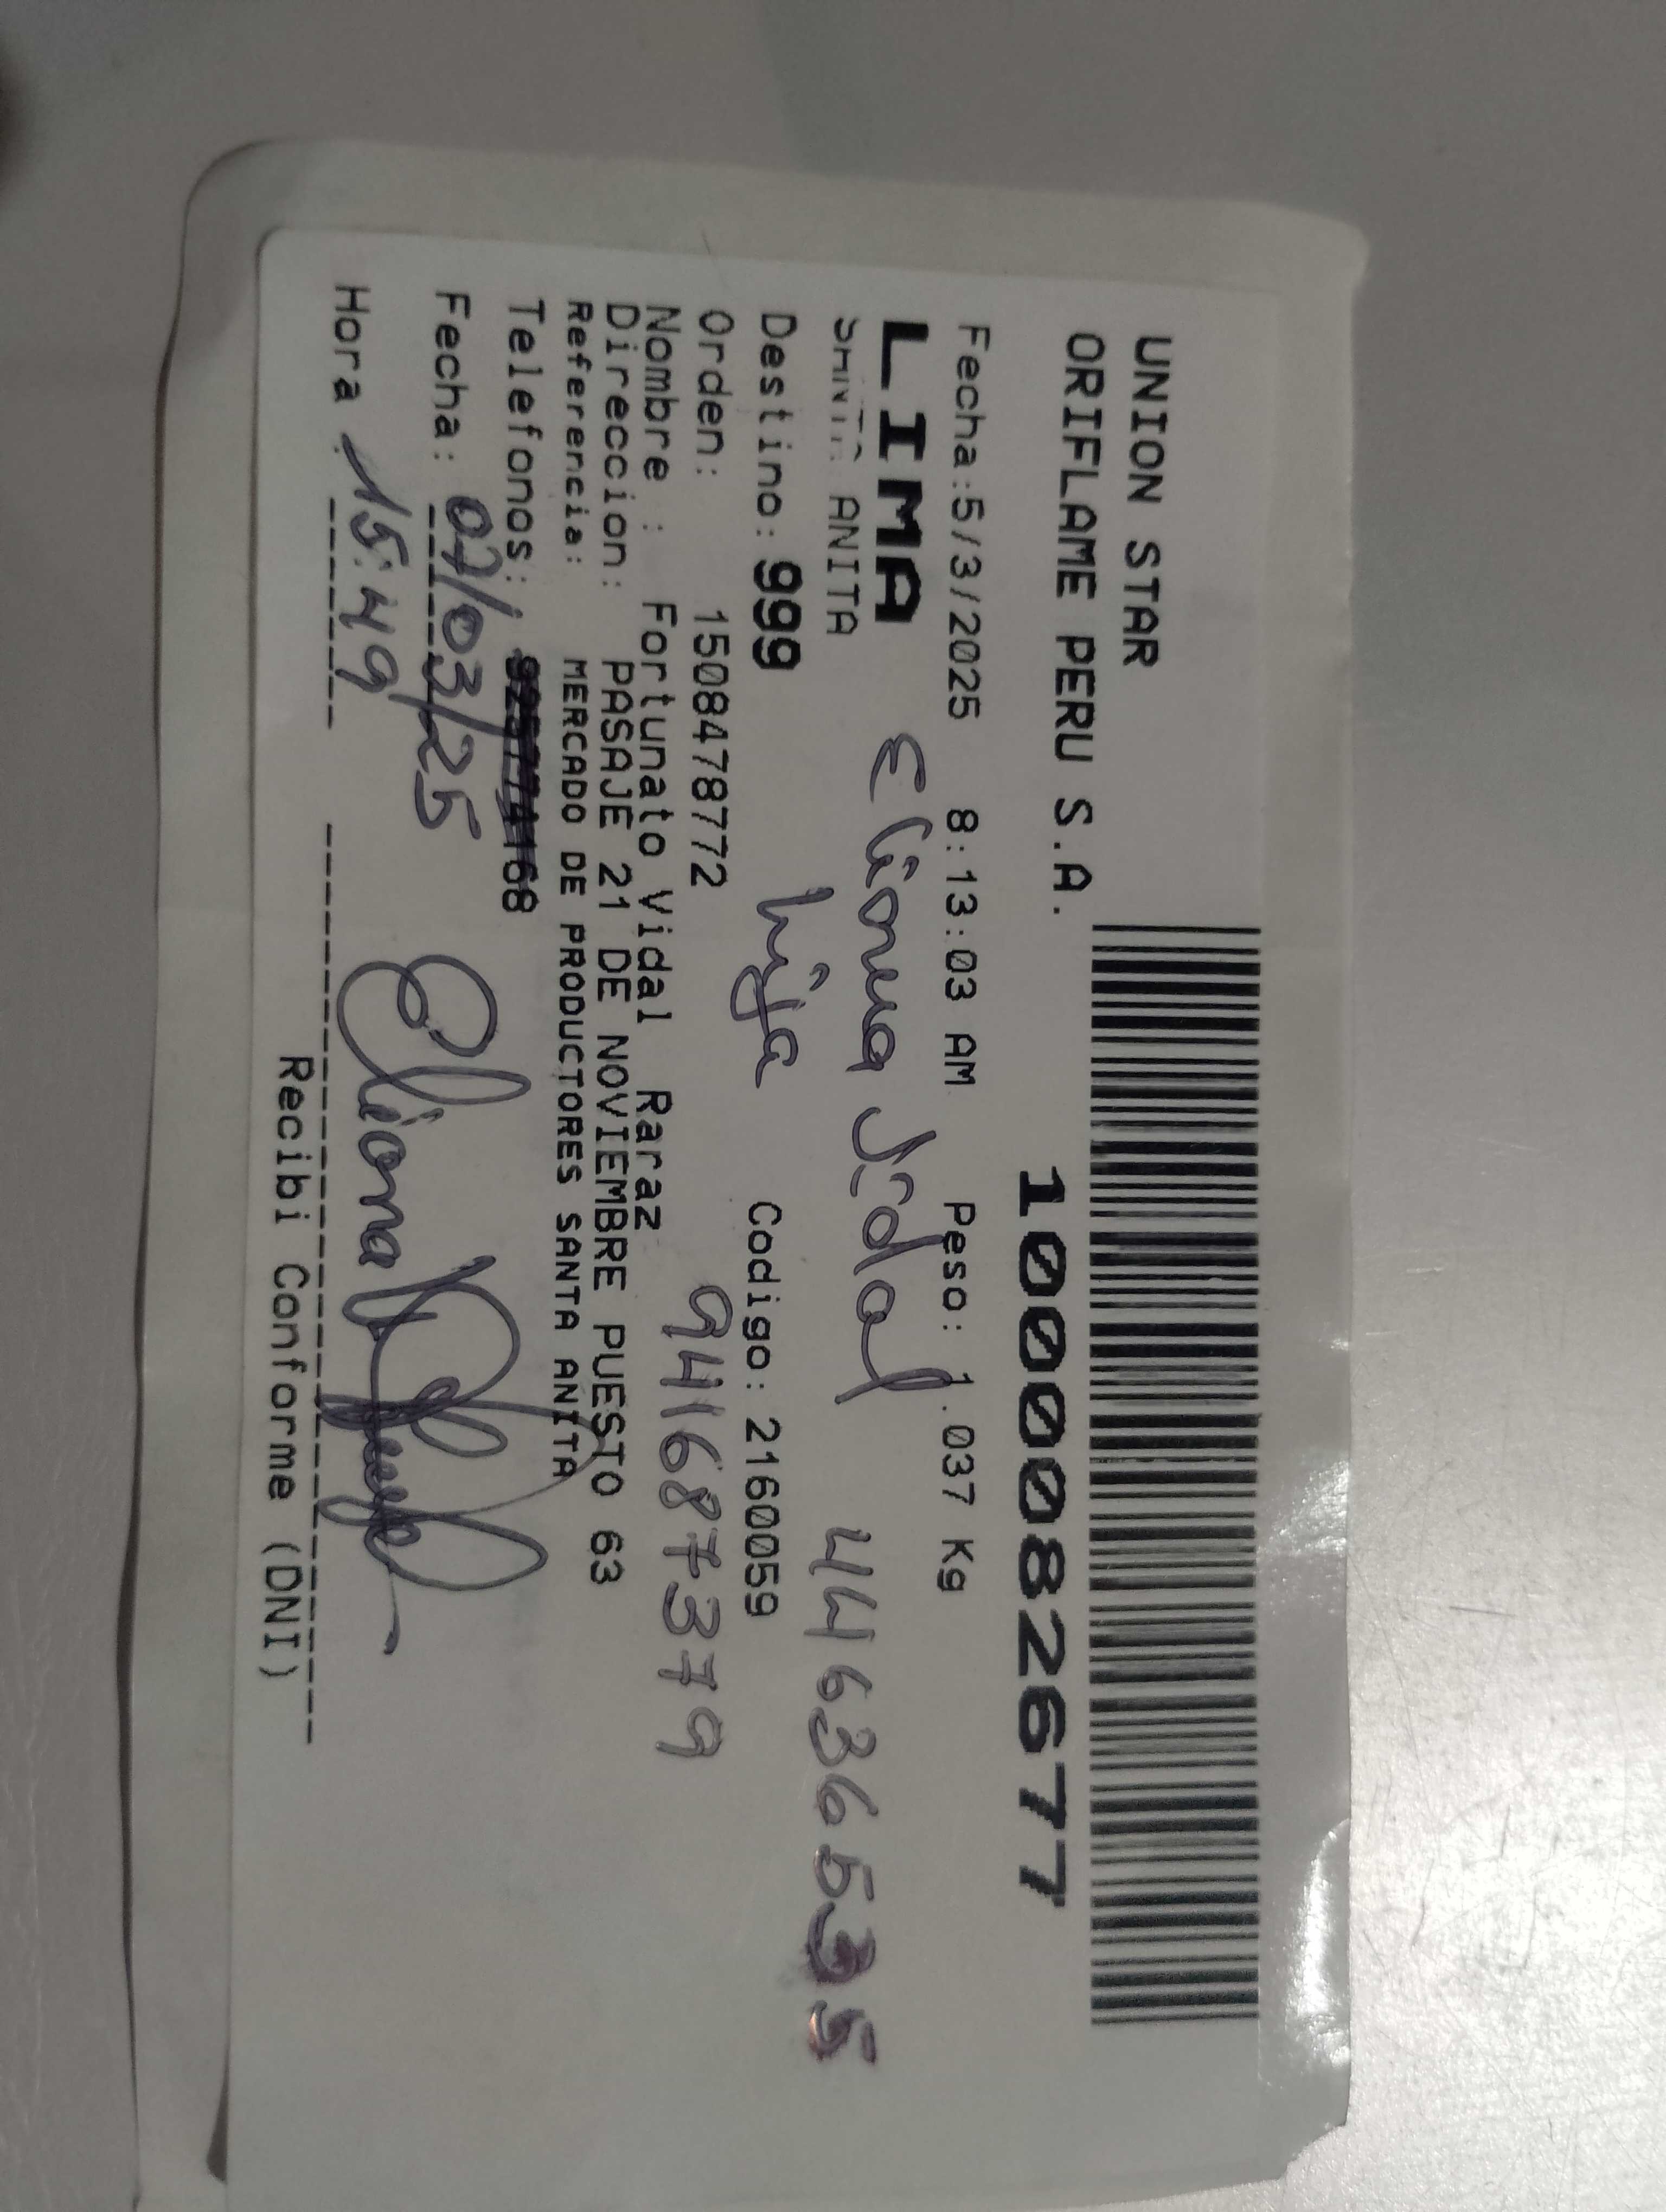 UNION STAR
ORIFLAME PERU S.A.
1000082677
Fecha:5/3/2025 8:13:03 AM Peso: 1.037 Kg
LIMA Eliana Vidal 44636535
ANITA
Destino: 999 hija Codigo: 2160059
Orden: 1508478772 941687379
Nombre : Fortunato Vidal Raraz
Direccion: PASAJE 21 DE NOVIEMBRE PUESTO 63
Referencia: MERCADO DE PRODUCTORES SANTA ANITA
Telefonos:
Fecha: 07/03/25 Eliana
Hora 15:49
Recibi Conforme (DNI)